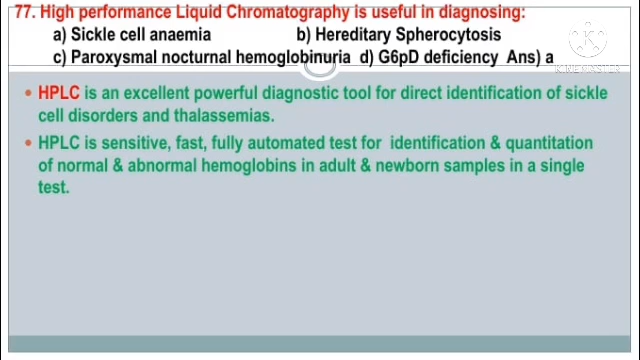 77. High performance Liquid Chromatography is useful in diagnosing:
a) Sickle cell anaemia b) Hereditary Spherocytosis
c) Paroxysmal nocturnal hemoglobinuria d) G6pD deficiency Ans) a
KINEMASTER
• HPLC is an excellent powerful diagnostic tool for direct identification of sickle
cell disorders and thalassemias.
• HPLC is sensitive, fast, fully automated test for identification & quantitation
of normal & abnormal hemoglobins in adult & newborn samples in a single
test.